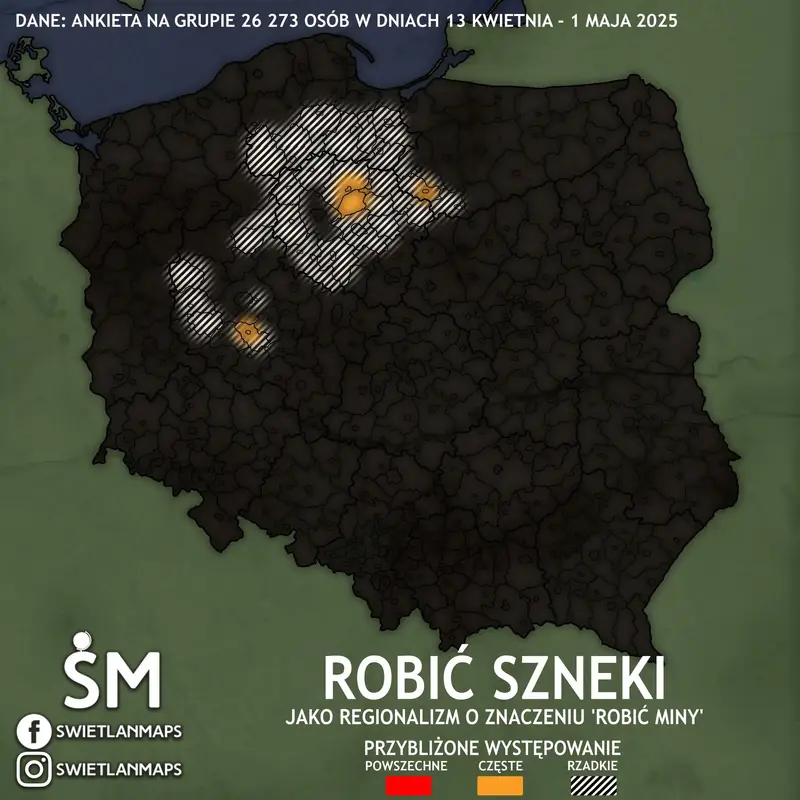 DANE: ANKIETA NA GRUPIE 26 273 OSÓB W DNIACH 13 KWIETNIA - 1 MAJA 2025
ŚM
SWIETLANMAPS
SWIETLANMAPS
ROBIĆ SZNEKI
JAKO REGIONALIZM O ZNACZENIU 'ROBIĆ MINY'
PRZYBLIŻONE WYSTĘPOWANIE
POWSZECHNE CZĘSTE RZADKIE